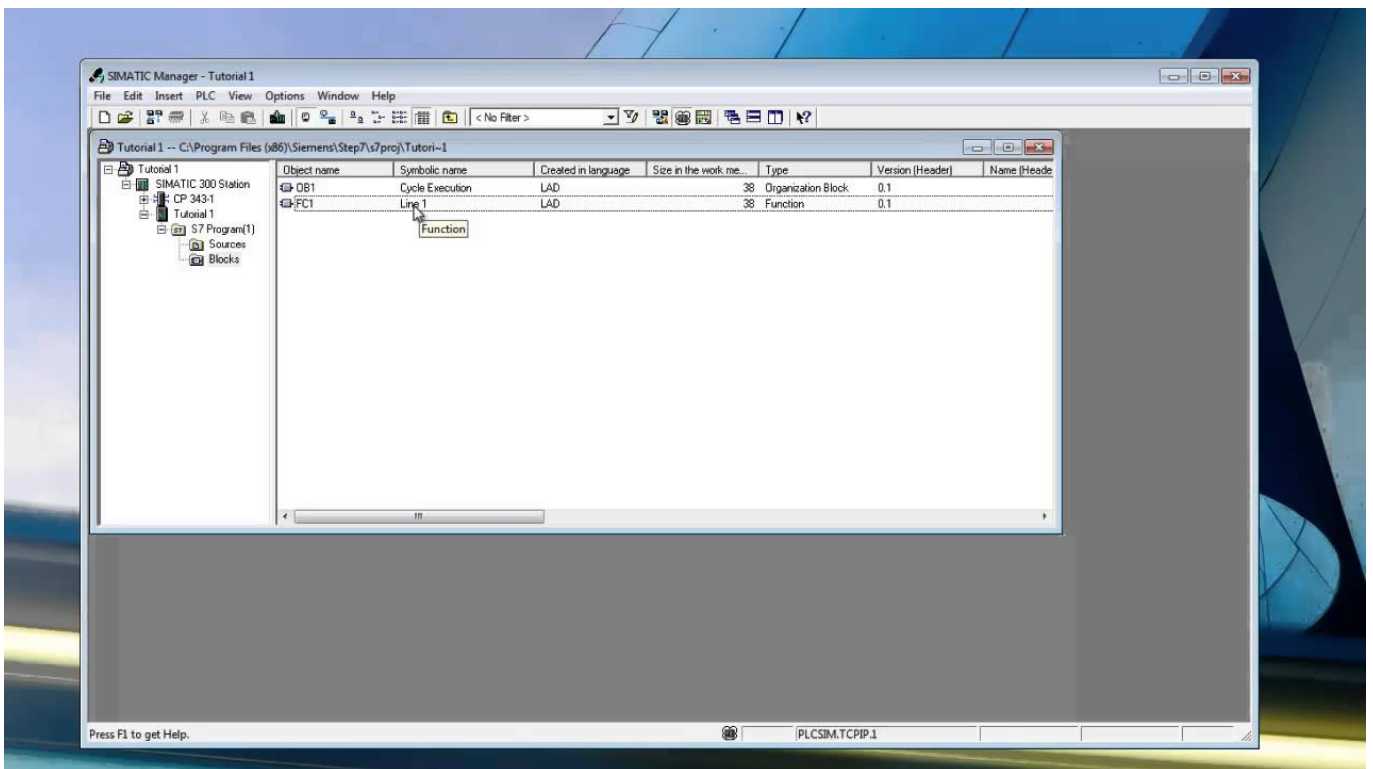 SIMATIC Manager - Tutorial 1
File Edit Insert PLC View Options Window Help
< No Filter >
Tutorial 1 -- C:\Program Files (x86)\Siemens\Step7\s7proj\Tutori~1
Tutorial 1
SIMATIC 300 Station
CP 343-1
Tutorial 1
S7 Program(1)
Sources
Blocks
Object name Symbolic name Created in language Size in the work me... Type Version (Header) Name (Heade
OB1 Cycle Execution LAD 38 Organization Block 0.1
FC1 Line 1 LAD 38 Function 0.1
Function
Press F1 to get Help.
PLCSIM.TCPIP.1